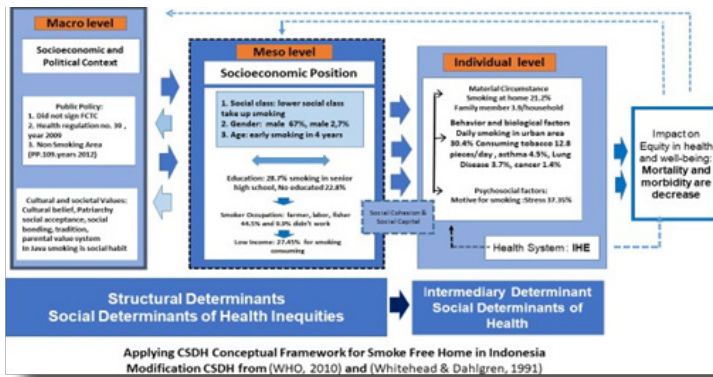 Macro level
Socioeconomic and
Political Context
Public Policy:
1. Did not sign FCTC
2. Health regulation no. 39 ,
year 2009
3. Non Smoking Area
(PP.109:years 2012)
Cultural and societal Values:
Cultural belief, Patriarchy
social acceptance, social
bonding, tradition,
parental value system
In Java smoking is social habit
Meso level
Socioeconomic Position
1. Social class: lower social class
take up smoking
2. Gender: male 67%, male 2,7%
3. Age: early smoking in 4 years
Education: 28.7% smoking in senior
high school, No educated 22.8%
Smoker Occupation: farmer, labor, fisher
44.5% and 9.9% didn't work
Low Income: 27.45% for smoking
consuming
Social Cohesion &
Social Capital
Individual level
Material Circumstance
Smoking at home 21.2%
Family member 3.9/household
Behavior and biological factors
Daily smoking in urban area
30.4% Consuming tobacco 12.8
pieces/day , asthma 4.5%, Lung
Disease 3.7%, cancer 1.4%
Psychosocial factors:
Motive for smoking :Stress 37.35%
Health System: IHE
Impact on
Equity in health
and well-being:
Mortality and
morbidity are
decrease
Structural Determinants
Social Determinants of Health Inequities
Intermediary Determinant
Social Determinants of
Health
Applying CSDH Conceptual Framework for Smoke Free Home in Indonesia
Modification CSDH from (WHO, 2010) and (Whitehead & Dahlgren, 1991)